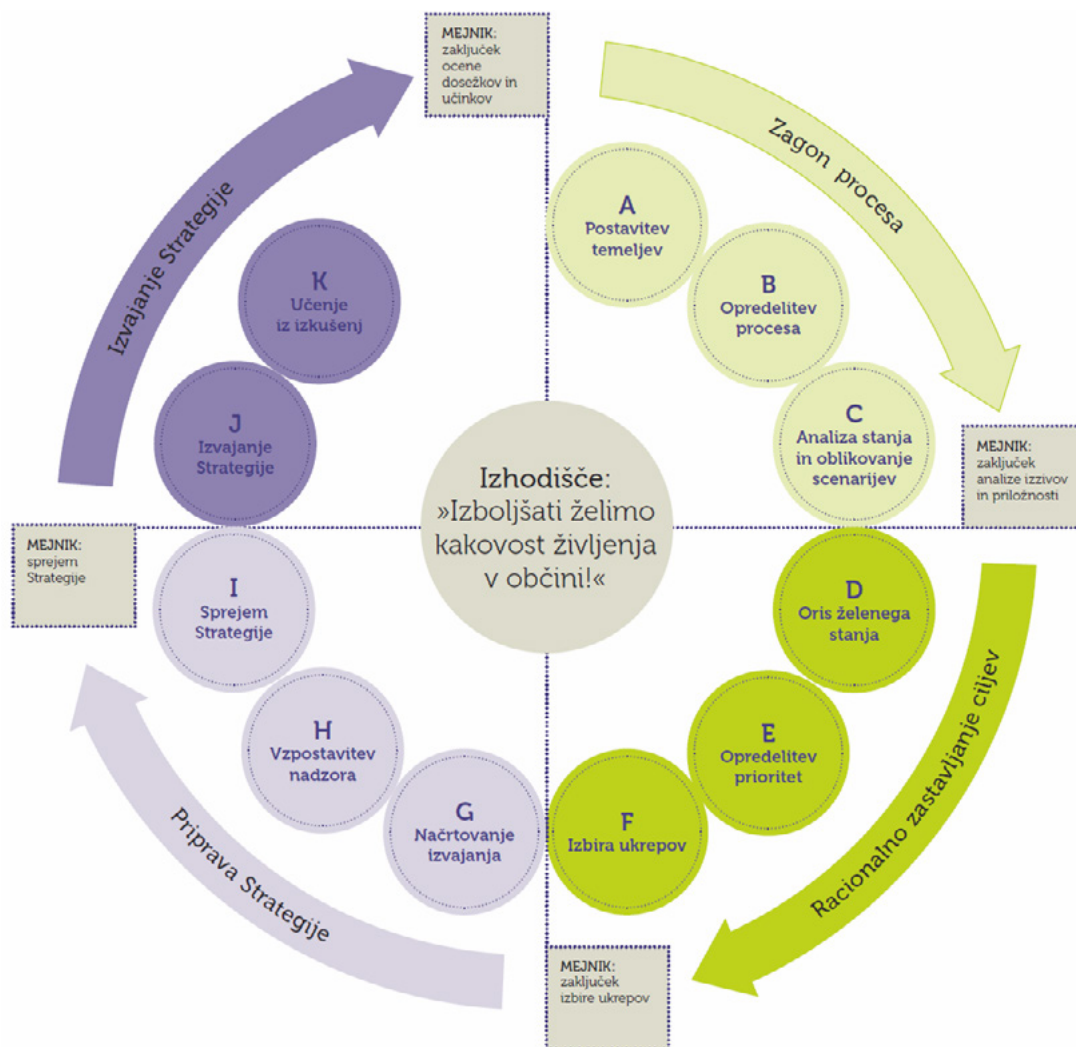 MEJNIK:
zaključek
ocene
dosežkov in
učinkov
Zagon procesa
A
Postavitev
temeljev
B
Opredelitev
procesa
C
Analiza stanja
in oblikovanje
scenarijev
MEJNIK:
zaključek
analize izzivov
in priložnosti
Izhodišče:
»Izboljšati želimo
kakovost življenja
v občini!«
D
Oris želenega
stanja
E
Opredelitev
prioritet
F
Izbira ukrepov
Racionalno zastavljanje ciljev
MEJNIK:
zaključek
izbire ukrepov
G
Načrtovanje
izvajanja
H
Vzpostavitev
nadzora
I
Sprejem
Strategije
Priprava Strategije
MEJNIK:
sprejem
Strategije
J
Izvajanje
Strategije
K
Učenje
iz izkušenj
Izvajanje Strategije